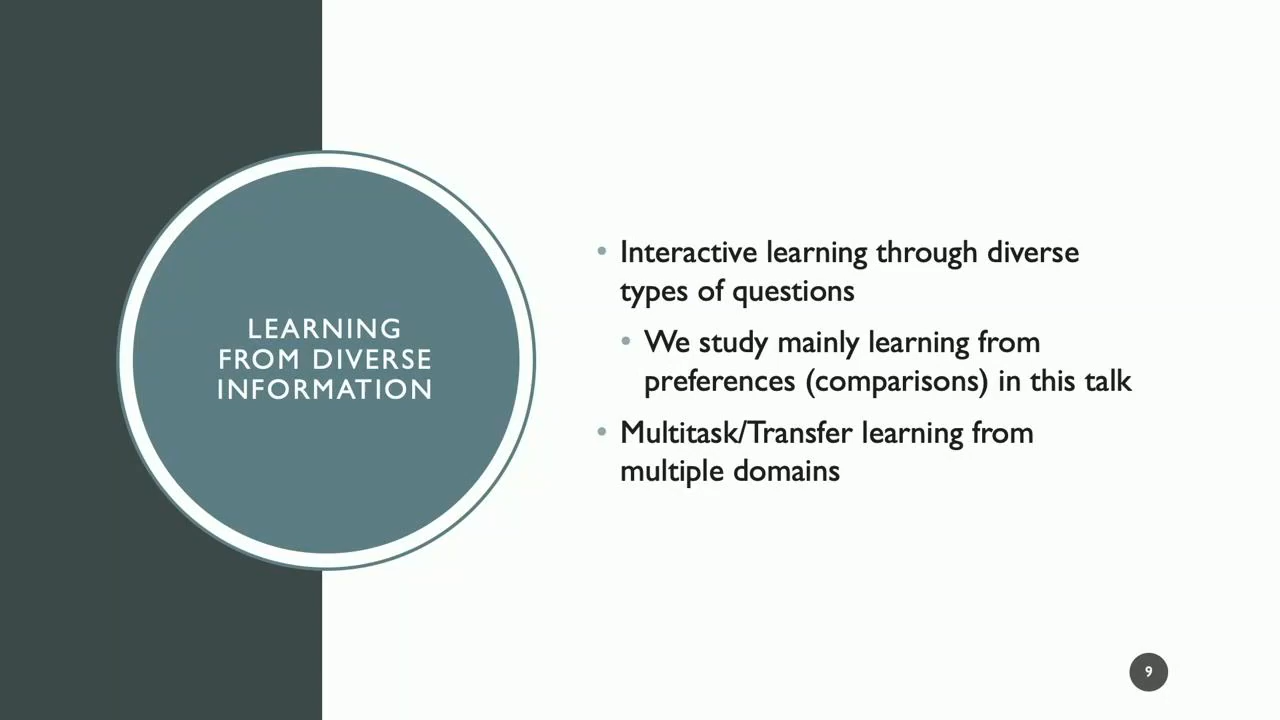 LEARNING
FROM DIVERSE
INFORMATION
• Interactive learning through diverse
types of questions
• We study mainly learning from
preferences (comparisons) in this talk
• Multitask/Transfer learning from
multiple domains
9